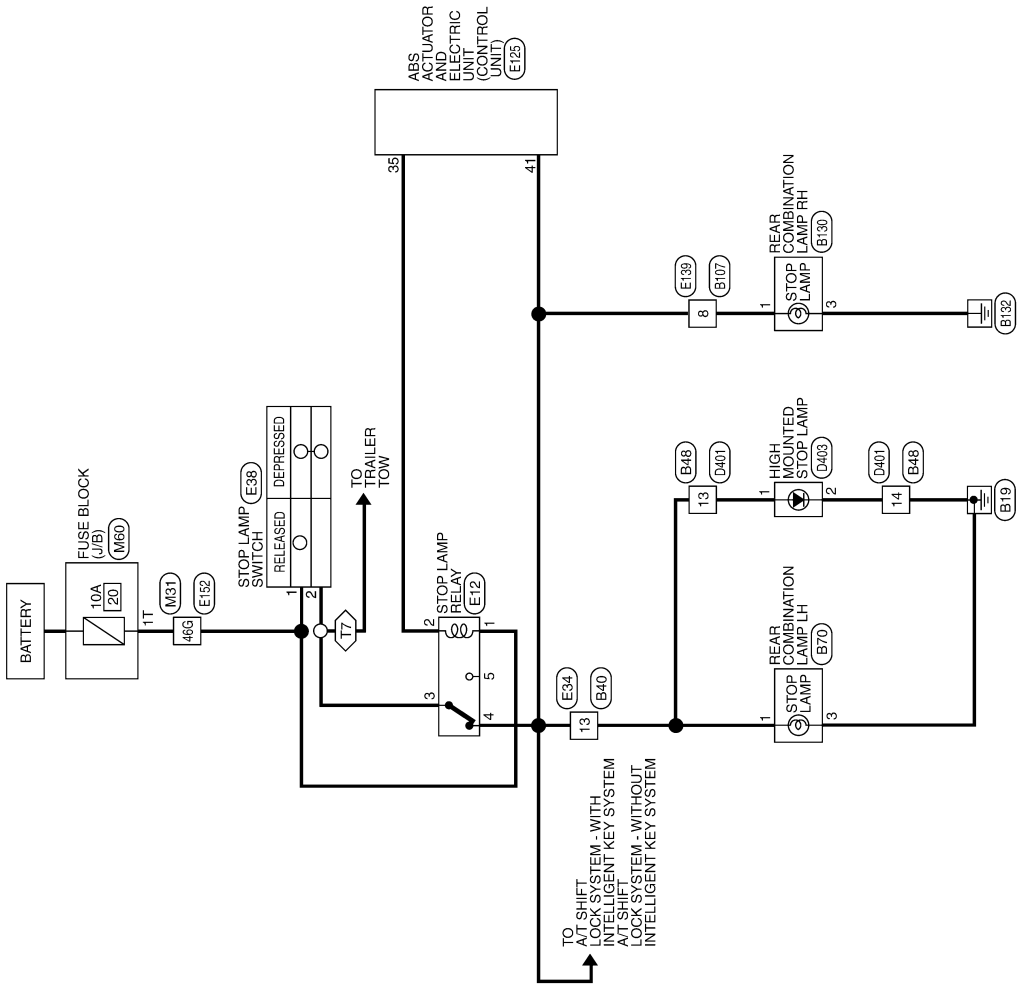 BATTERY
FUSE BLOCK
(J/B)
M60
10A
20
1T
46G
M31
E152
STOP LAMP
SWITCH
E38
RELEASED
DEPRESSED
1
2
T7
TO
TRAILER
TOW
ABS
ACTUATOR
AND
ELECTRIC
UNIT
(CONTROL
UNIT)
E125
35
41
STOP LAMP
RELAY
E12
2
1
3
5
4
13
E34
B40
TO
A/T SHIFT
LOCK SYSTEM - WITH
INTELLIGENT KEY SYSTEM
A/T SHIFT
LOCK SYSTEM - WITHOUT
INTELLIGENT KEY SYSTEM
REAR
COMBINATION
LAMP LH
B70
1
STOP
LAMP
3
13
B48
D401
HIGH
MOUNTED
STOP LAMP
D403
1
2
14
D401
B48
B19
8
E139
B107
REAR
COMBINATION
LAMP RH
B130
1
STOP
LAMP
3
B132